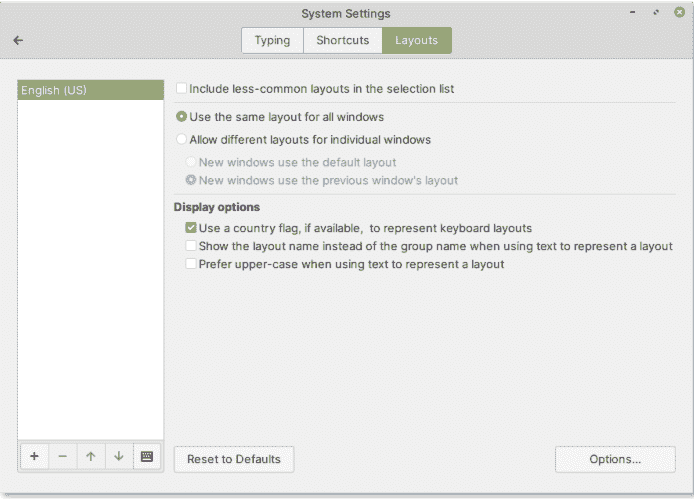 System Settings
Typing Shortcuts Layouts
English (US)
Include less-common layouts in the selection list
Use the same layout for all windows
Allow different layouts for individual windows
New windows use the default layout
New windows use the previous window's layout
Display options
Use a country flag, if available,  to represent keyboard layouts
Show the layout name instead of the group name when using text to represent a layout
Prefer upper-case when using text to represent a layout
Reset to Defaults
Options...